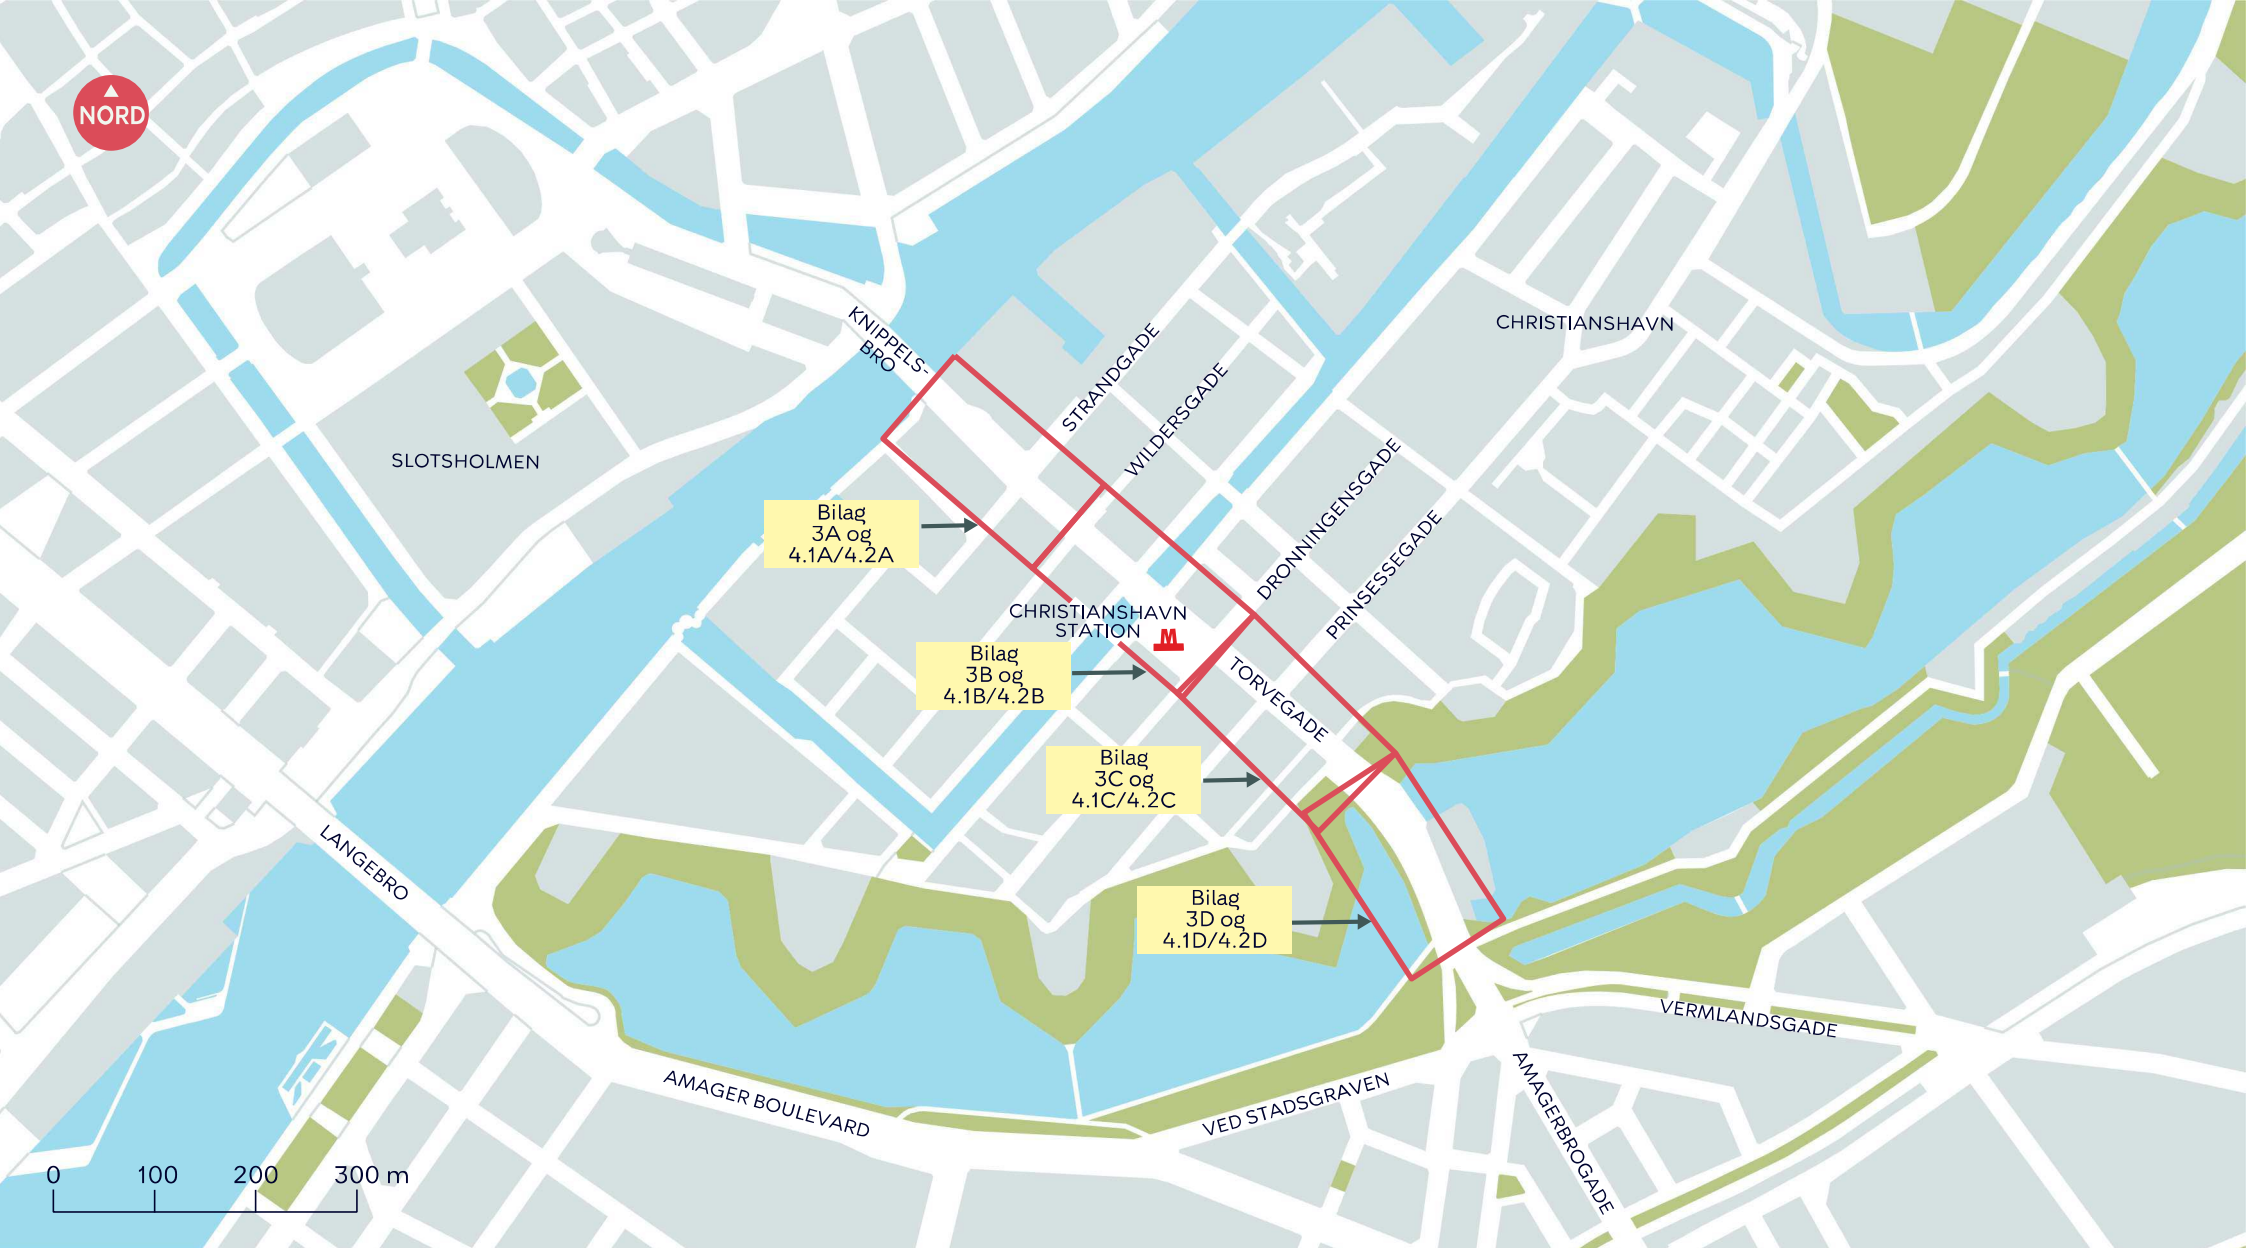 NORD
KNIPPELS-
BRO
STRANDGADE
WILDERSGADE
CHRISTIANSHAVN
SLOTSHOLMEN
DRONNINGENSGADE
PRINSESSEGADE
Bilag
3A og
4.1A/4.2A
CHRISTIANSHAVN
STATION
M
Bilag
3B og
4.1B/4.2B
TORVEGADE
Bilag
3C og
4.1C/4.2C
LANGEBRO
Bilag
3D og
4.1D/4.2D
VERMLANDSGADE
AMAGER BOULEVARD
VED STADSGRAVEN
AMAGERBROGADE
0 100 200 300 m